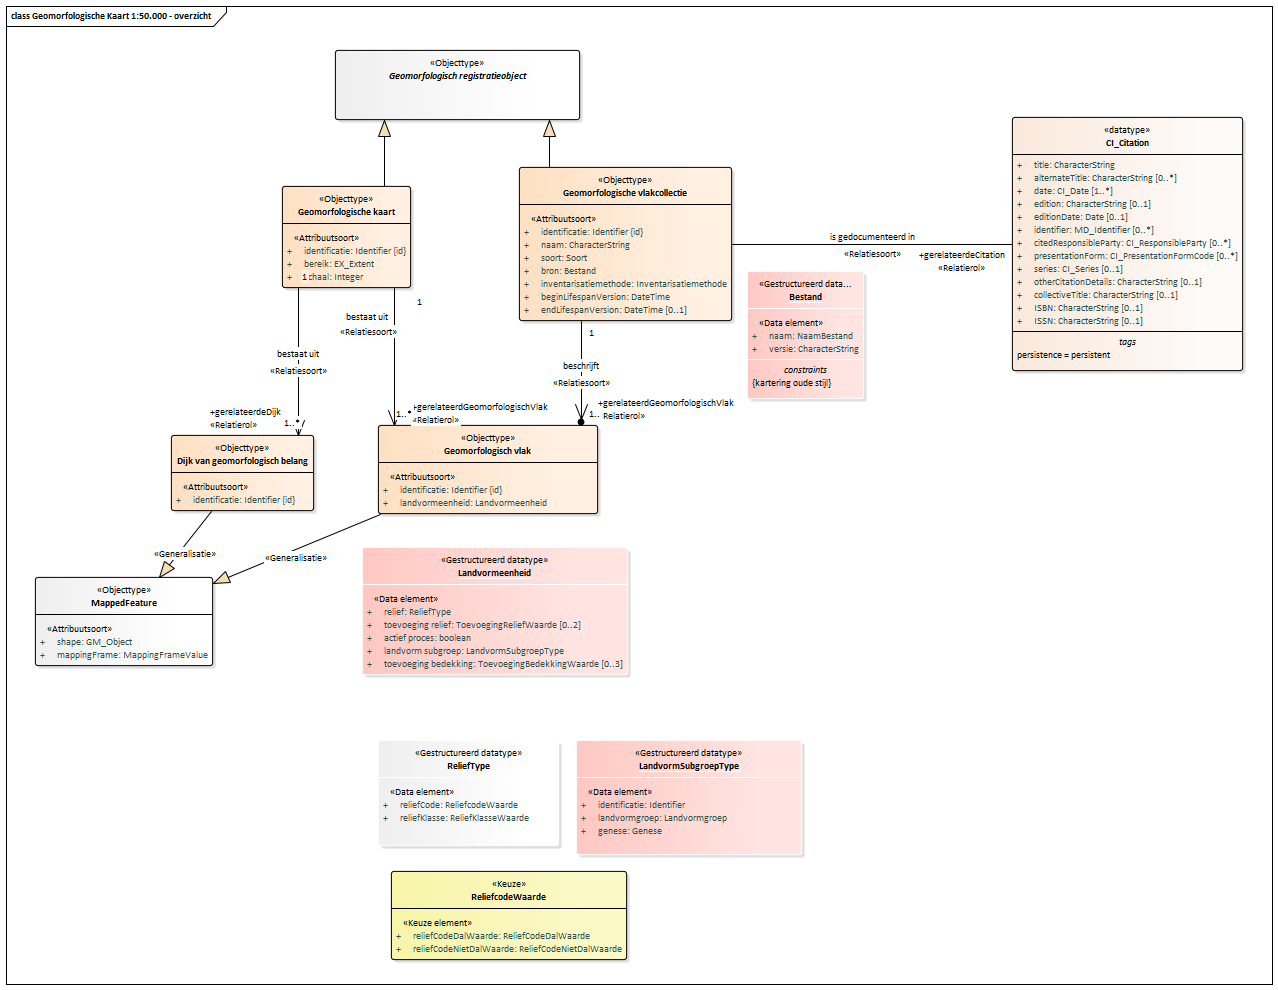 class Geomorfologische Kaart 1:50.000 - overzicht
«Objecttype»
Geomorfologisch registratieobject
«Objecttype»
Geomorfologische kaart
«Attribuutsoort»
+ identificatie: Identifier {id}
+ bereik: EX_Extent
+ 1 chaal: Integer
«Objecttype»
Geomorfologische vlakcollectie
«Attribuutsoort»
+ identificatie: Identifier {id}
+ naam: CharacterString
+ soort: Soort
+ bron: Bestand
+ inventarisatiemethode: Inventarisatiemethode
+ beginLifespanVersion: DateTime
+ endLifespanVersion: DateTime [0..1]
is gedocumenteerd in
«Relatiesoort»
+gerelateerdeCitation
«Relatierol»
«datatype»
CI_Citation
+ title: CharacterString
+ alternateTitle: CharacterString [0..*]
+ date: CI_Date [1..*]
+ edition: CharacterString [0..1]
+ editionDate: Date [0..1]
+ identifier: MD_Identifier [0..*]
+ citedResponsibleParty: CI_ResponsibleParty [0..*]
+ presentationForm: CI_PresentationFormCode [0..*]
+ series: CI_Series [0..1]
+ otherCitationDetails: CharacterString [0..1]
+ collectiveTitle: CharacterString [0..1]
+ ISBN: CharacterString [0..1]
+ ISSN: CharacterString [0..1]
tags
persistence = persistent
«Gestructureerd data...
Bestand
«Data element»
+ naam: NaamBestand
+ versie: CharacterString
constraints
{kartering oude stijl}
1
bestaat uit
«Relatiesoort»
bestaat uit
«Relatiesoort»
1
beschrijft
«Relatiesoort»
+gerelateerdeDijk
«Relatierol»
1..*
1..*
+gerelateerdGeomorfologischVlak
«Relatierol»
+gerelateerdGeomorfologischVlak
1..
Relatierol»
«Objecttype»
Dijk van geomorfologisch belang
«Attribuutsoort»
+ identificatie: Identifier {id}
«Objecttype»
Geomorfologisch vlak
«Attribuutsoort»
+ identificatie: Identifier {id}
+ landvormeenheid: Landvormeenheid
«Generalisatie»
«Generalisatie»
«Objecttype»
MappedFeature
«Attribuutsoort»
+ shape: GM_Object
+ mappingFrame: MappingFrameValue
«Gestructureerd datatype»
Landvormeenheid
«Data element»
+ relief: ReliefType
+ toevoeging relief: ToevoegingReliefWaarde [0..2]
+ actief proces: boolean
+ landvorm subgroep: LandvormSubgroepType
+ toevoeging bedekking: ToevoegingBedekkingWaarde [0..3]
«Gestructureerd datatype»
ReliefType
«Data element»
+ reliefCode: ReliefcodeWaarde
+ reliefKlasse: ReliefKlasseWaarde
«Gestructureerd datatype»
LandvormSubgroepType
«Data element»
+ identificatie: Identifier
+ landvormgroep: Landvormgroep
+ genese: Genese
«Keuze»
ReliefcodeWaarde
«Keuze element»
+ reliefCodeDalWaarde: ReliefCodeDalWaarde
+ reliefCodeNietDalWaarde: ReliefCodeNietDalWaarde